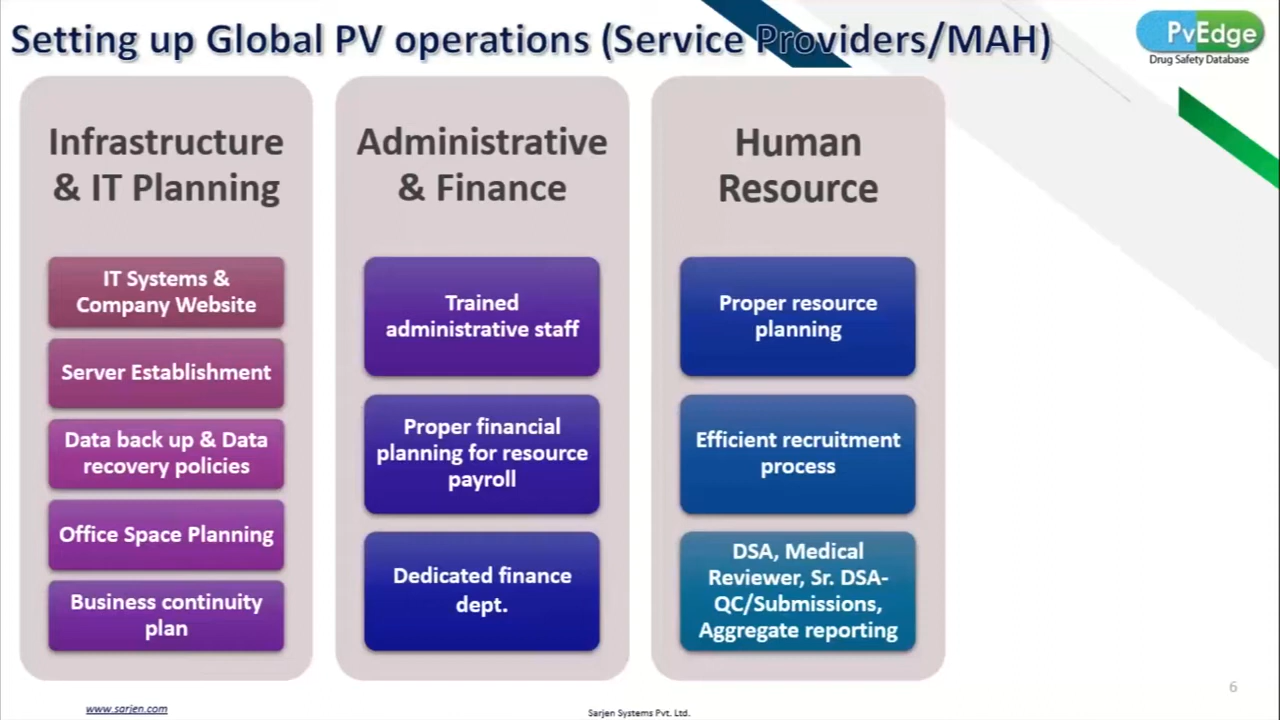 Setting up Global PV operations (Service Providers/MAH)
PvEdge
Drug Safety Database
Infrastructure
& IT Planning
IT Systems &
Company Website
Server Establishment
Data back up & Data
recovery policies
Office Space Planning
Business continuity
plan
Administrative
& Finance
Trained
administrative staff
Proper financial
planning for resource
payroll
Dedicated finance
dept.
Human
Resource
Proper resource
planning
Efficient recruitment
process
DSA, Medical
Reviewer, Sr. DSA-
QC/Submissions,
Aggregate reporting
6
www.sarjen.com
Sarjen Systems Pvt. Ltd.